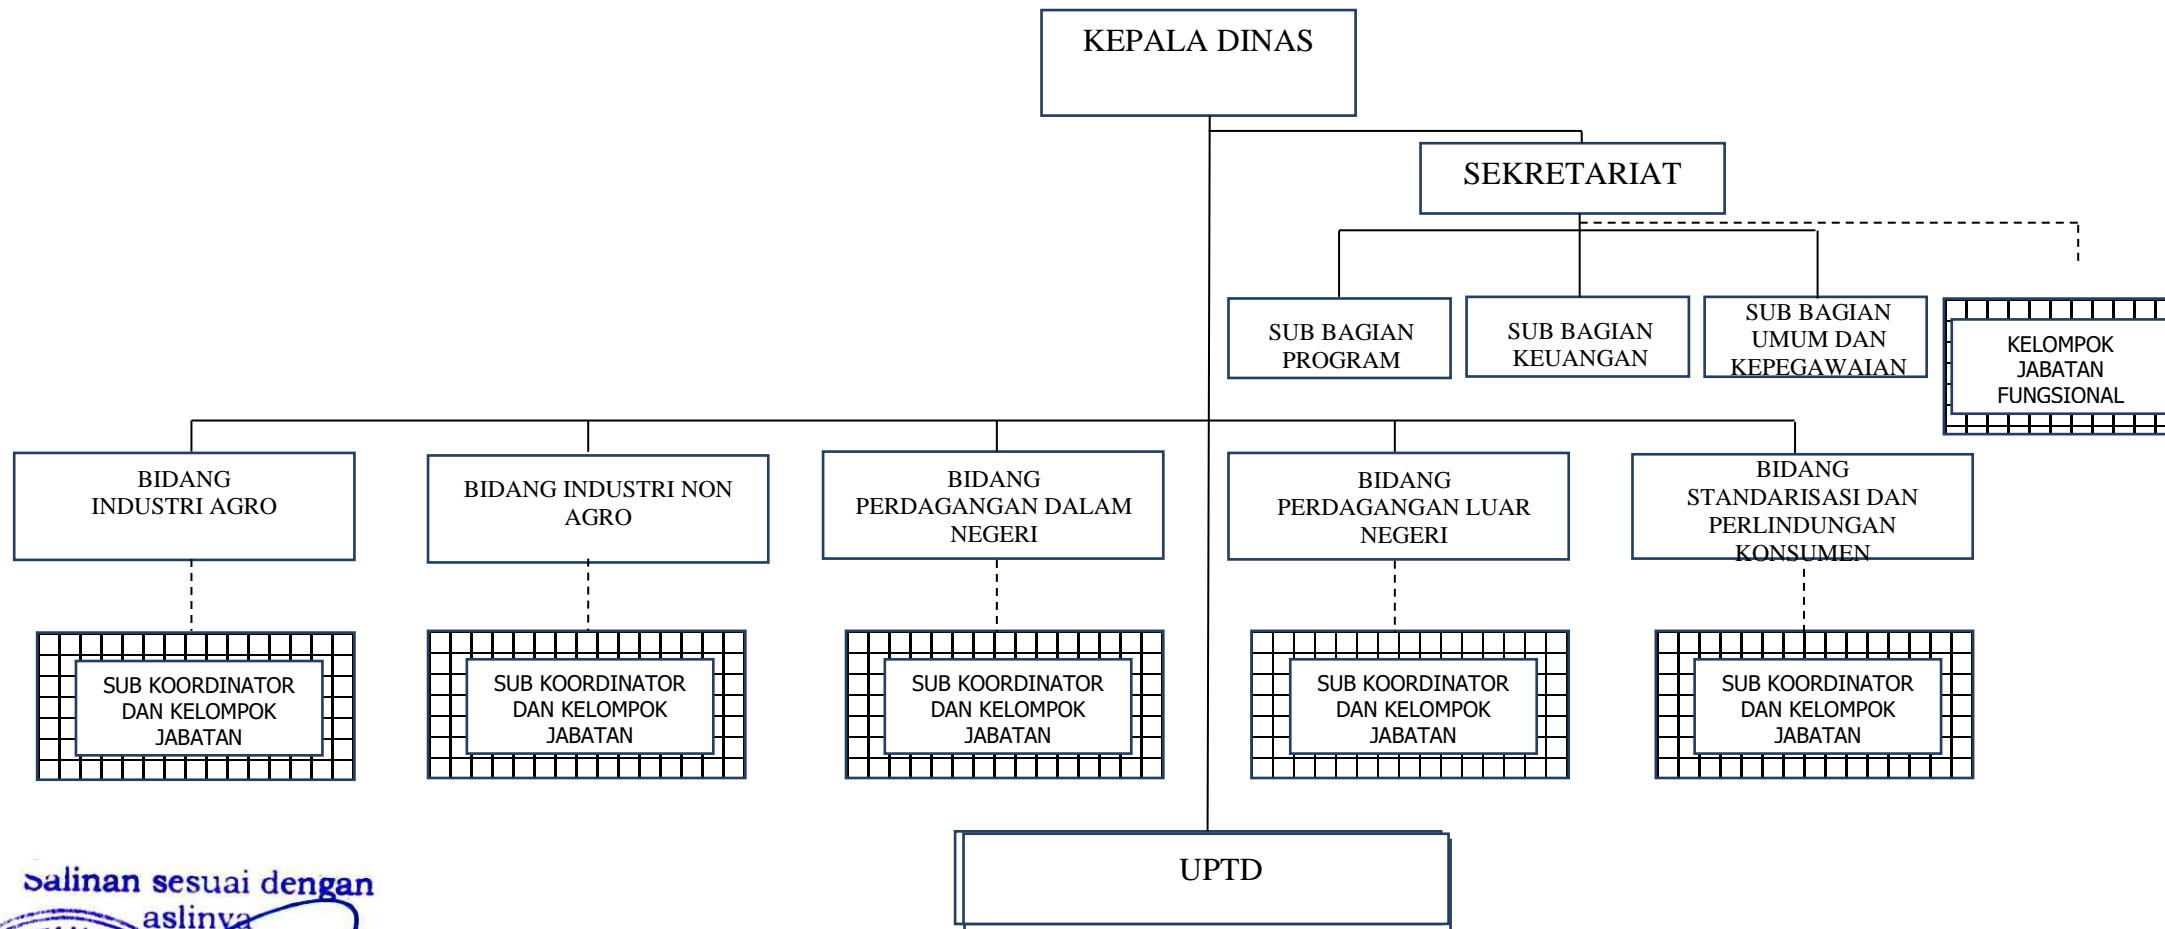 KEPALA DINAS
SEKRETARIAT
SUB BAGIAN
PROGRAM
SUB BAGIAN
KEUANGAN
SUB BAGIAN
UMUM DAN
KEPEGAWAIAN
KELOMPOK
JABATAN
FUNGSIONAL
BIDANG
INDUSTRI AGRO
BIDANG INDUSTRI NON
AGRO
BIDANG
PERDAGANGAN DALAM
NEGERI
BIDANG
PERDAGANGAN LUAR
NEGERI
BIDANG
STANDARISASI DAN
PERLINDUNGAN
KONSUMEN
SUB KOORDINATOR
DAN KELOMPOK
JABATAN
SUB KOORDINATOR
DAN KELOMPOK
JABATAN
SUB KOORDINATOR
DAN KELOMPOK
JABATAN
SUB KOORDINATOR
DAN KELOMPOK
JABATAN
SUB KOORDINATOR
DAN KELOMPOK
JABATAN
UPTD
Salinan sesuai dengan
aslinya